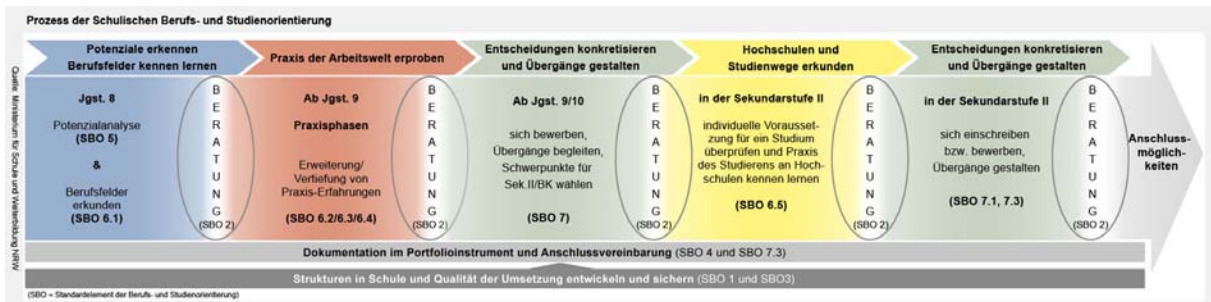 Prozess der Schulischen Berufs- und Studienorientierung
Potenziale erkennen
Berufsfelder kennen lernen
Praxis der Arbeitswelt erproben
Entscheidungen konkretisieren
und Übergänge gestalten
Hochschulen und
Studienwege erkunden
Entscheidungen konkretisieren
und Übergänge gestalten
Jgst. 8
Potenzialanalyse
(SBO 5)
&
Berufsfelder
erkunden
(SBO 6.1)
BERATUNG
(SBO 2)
Ab Jgst. 9
Praxisphasen
Erweiterung/
Vertiefung von
Praxis-Erfahrungen
(SBO 6.2/6.3/6.4)
BERATUNG
(SBO 2)
Ab Jgst. 9/10
sich bewerben,
Übergänge begleiten,
Schwerpunkte für
Sek.II/BK wählen
(SBO 7)
BERATUNG
(SBO 2)
in der Sekundarstufe II
individuelle Vorausset-
zung für ein Studium
überprüfen und Praxis
des Studierens an Hoch-
schulen kennen lernen
(SBO 6.5)
BERATUNG
(SBO 2)
in der Sekundarstufe II
sich einschreiben
bzw. bewerben,
Übergänge gestalten
(SBO 7.1, 7.3)
BERATUNG
(SBO 2)
Anschluss-
möglich-
keiten
Dokumentation im Portfolioinstrument und Anschlussvereinbarung (SBO 4 und SBO 7.3)
Strukturen in Schule und Qualität der Umsetzung entwickeln und sichern (SBO 1 und SBO3)
(SBO = Standardelement der Berufs- und Studienorientierung)
Quelle: Ministerium für Schule und Weiterbildung NRW